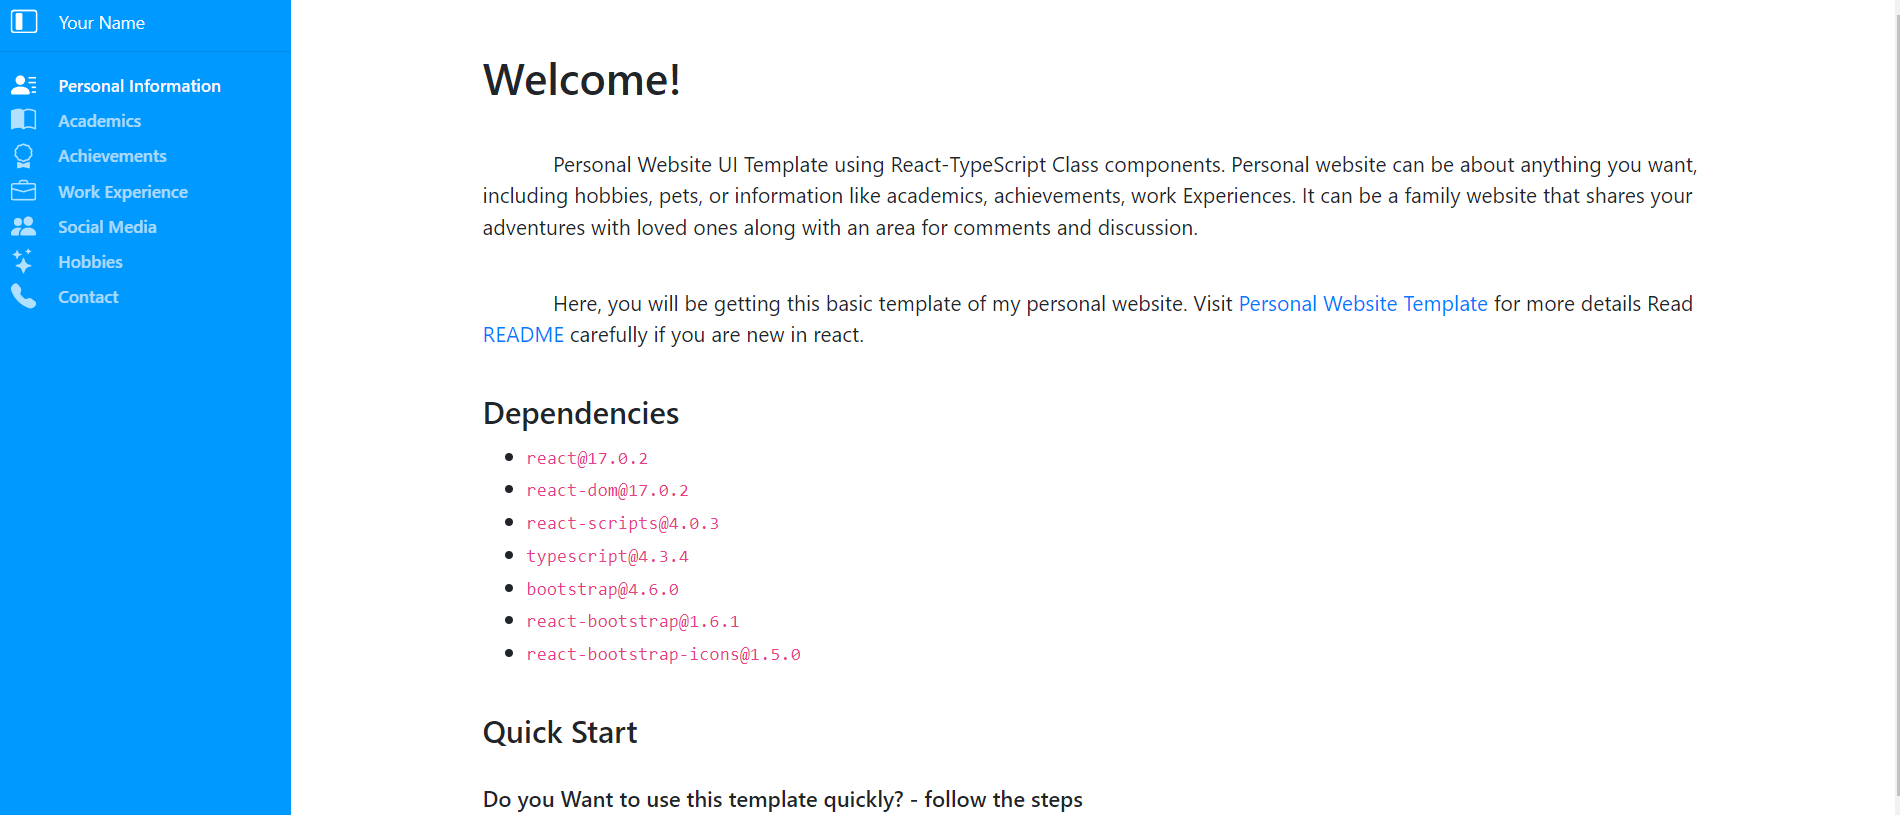 Your Name
Personal Information
Academics
Achievements
Work Experience
Social Media
Hobbies
Contact
Welcome!
Personal Website UI Template using React-TypeScript Class components. Personal website can be about anything you want,
including hobbies, pets, or information like academics, achievements, work Experiences. It can be a family website that shares your
adventures with loved ones along with an area for comments and discussion.
Here, you will be getting this basic template of my personal website. Visit Personal Website Template for more details Read
README carefully if you are new in react.
Dependencies
react@17.0.2
react-dom@17.0.2
react-scripts@4.0.3
typescript@4.3.4
bootstrap@4.6.0
react-bootstrap@1.6.1
react-bootstrap-icons@1.5.0
Quick Start
Do you Want to use this template quickly? - follow the steps